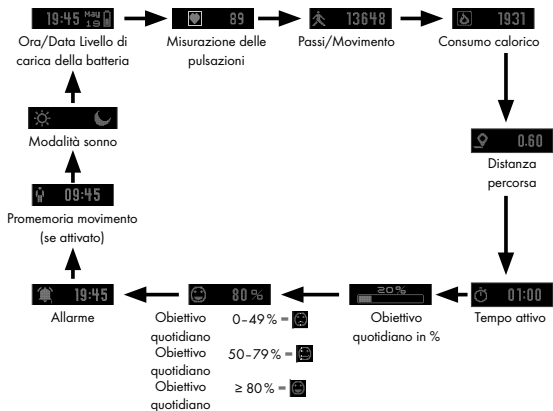 19:45 May 18
89
13648
1931
Ora/Data Livello di
carica della batteria
Misurazione delle
pulsazioni
Passi/Movimento
Consumo calorico
0.60
Distanza
percorsa
01:00
Tempo attivo
20%
Obiettivo
quotidiano in %
80%
Obiettivo
quotidiano
0–49% =
Obiettivo
quotidiano
50–79% =
Obiettivo
quotidiano
≥ 80% =
19:45
Allarme
09:45
Promemoria movimento
(se attivato)
Modalità sonno